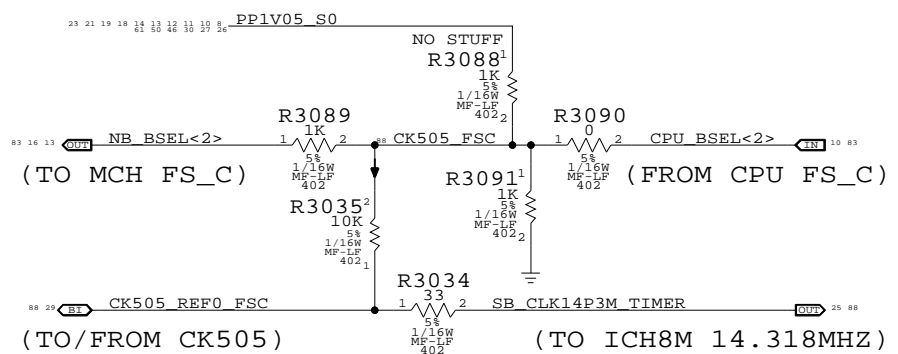 23 21 19 18 14 13 12 11 10 8
61 50 46 30 27 26
PP1V05_S0
NO STUFF
R3088
1
1K
5%
1/16W
MF-LF
402
2
R3089
1 1K 2
5%
1/16W
MF-LF
402
R3090
1 0 2
5%
1/16W
MF-LF
402
83 16 13 OUT NB_BSEL<2>
88 CK505_FSC
CPU_BSEL<2> IN 10 83
(TO MCH FS_C)
(FROM CPU FS_C)
R3091
1
1K
5%
1/16W
MF-LF
402
2
R3035
2
10K
5%
1/16W
MF-LF
402
1
R3034
1 33 2
5%
1/16W
MF-LF
402
88 29 BI CK505_REF0_FSC
SB_CLK14P3M_TIMER OUT 25 88
(TO/FROM CK505)
(TO ICH8M 14.318MHZ)